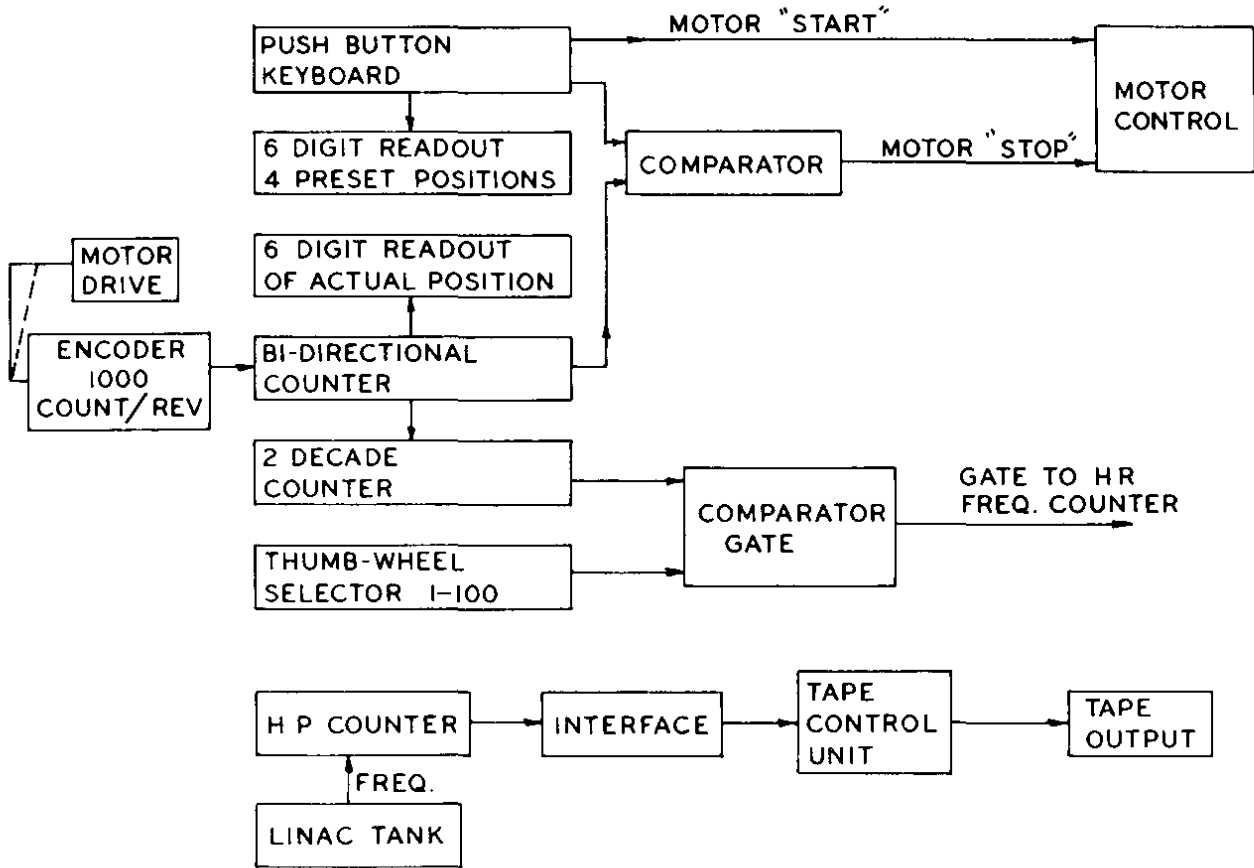 PUSH BUTTON
KEYBOARD
MOTOR "START"
MOTOR
CONTROL
6 DIGIT READOUT
4 PRESET POSITIONS
COMPARATOR
MOTOR "STOP"
MOTOR
DRIVE
6 DIGIT READOUT
OF ACTUAL POSITION
ENCODER
1000
COUNT/REV
BI-DIRECTIONAL
COUNTER
2 DECADE
COUNTER
COMPARATOR
GATE
GATE TO HR
FREQ. COUNTER
THUMB-WHEEL
SELECTOR 1-100
HP COUNTER
INTERFACE
TAPE
CONTROL
UNIT
TAPE
OUTPUT
FREQ.
LINAC TANK